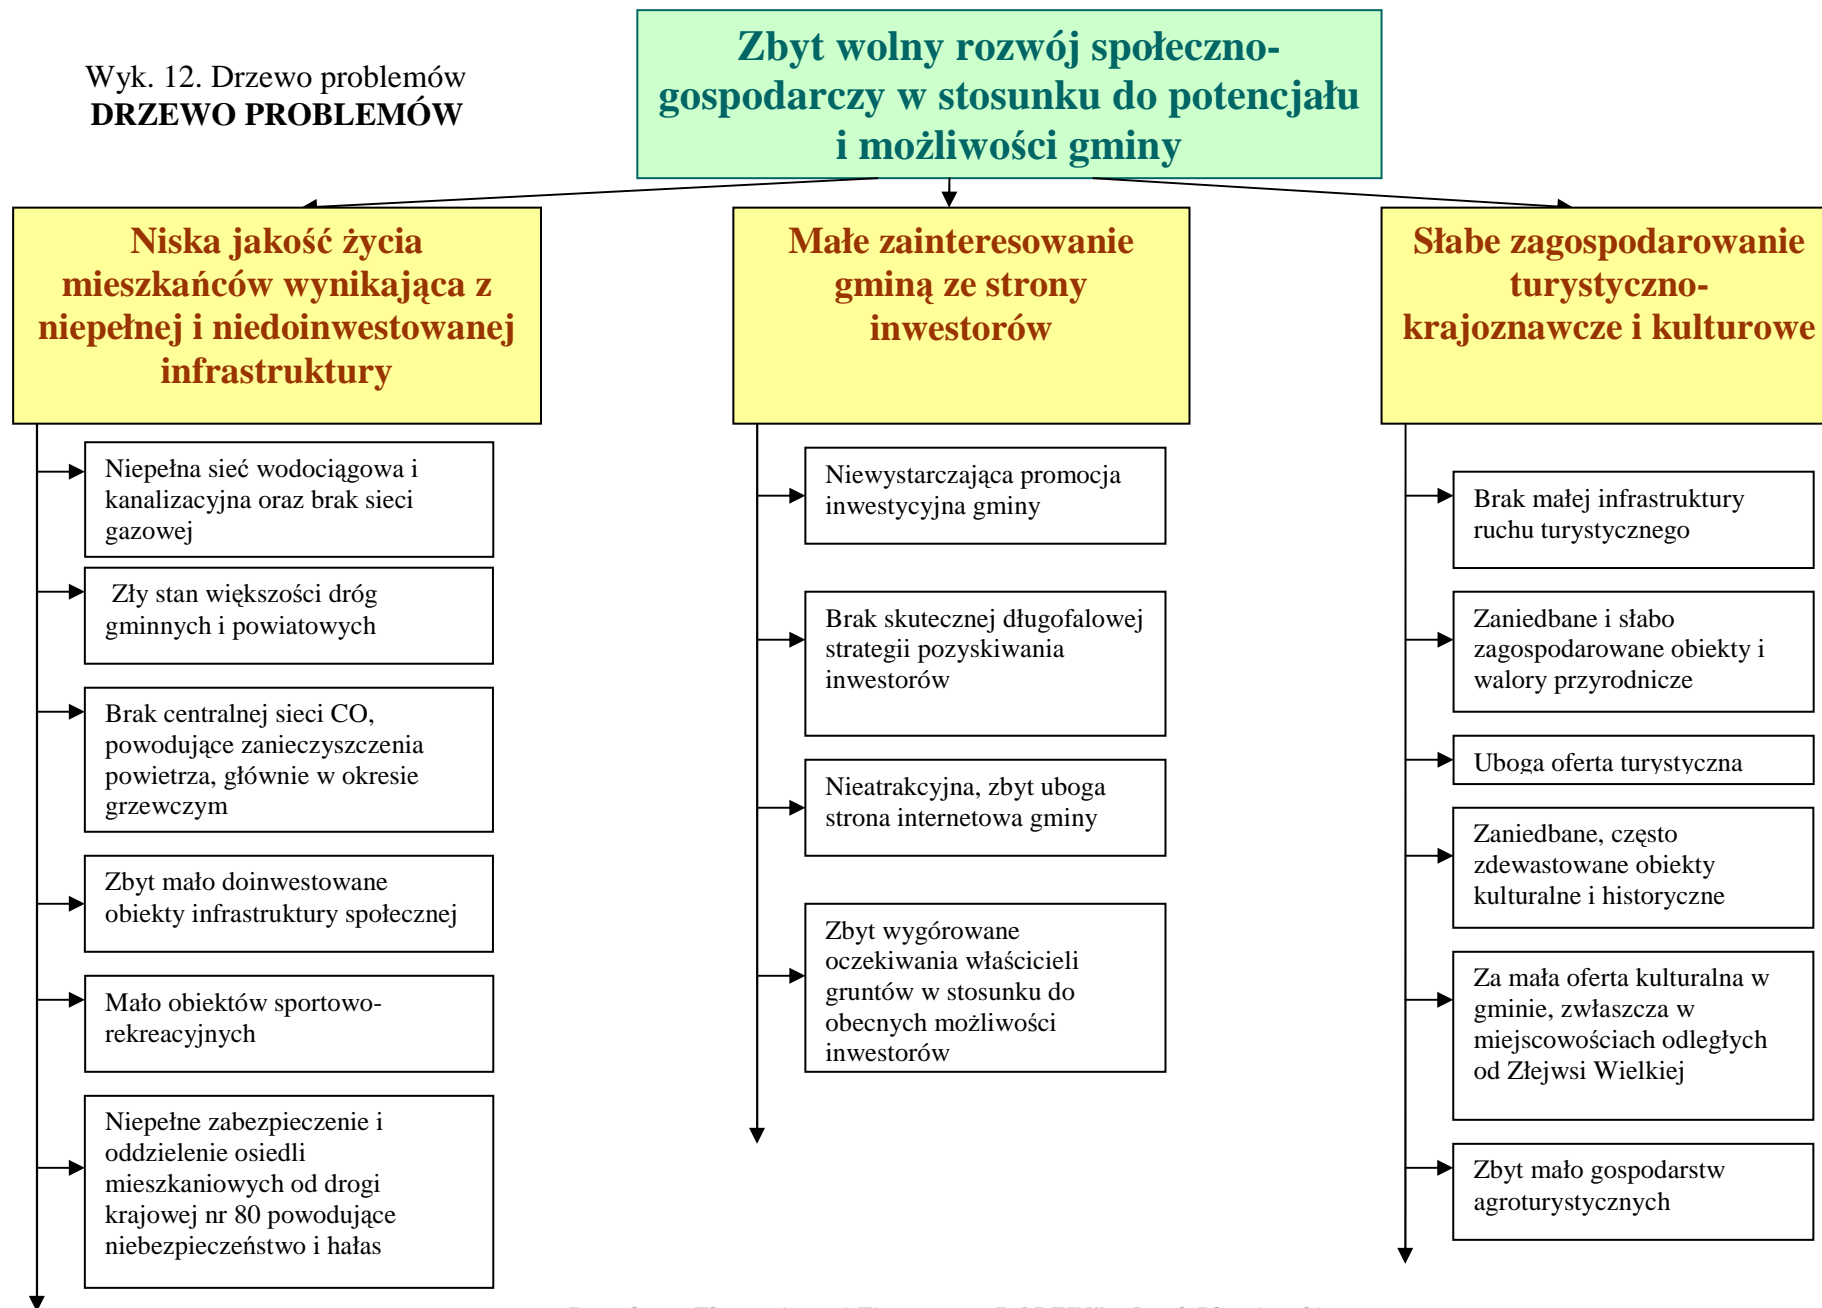 Wyk. 12. Drzewo problemów
DRZEWO PROBLEMÓW
Zbyt wolny rozwój społeczno-
gospodarczy w stosunku do potencjału
i możliwości gminy
Niska jakość życia
mieszkańców wynikająca z
niepełnej i niedoinwestowanej
infrastruktury
Niepełna sieć wodociągowa i
kanalizacyjna oraz brak sieci
gazowej
Zły stan większości dróg
gminnych i powiatowych
Brak centralnej sieci CO,
powodujące zanieczyszczenia
powietrza, głównie w okresie
grzewczym
Zbyt mało doinwestowane
obiekty infrastruktury społecznej
Mało obiektów sportowo-
rekreacyjnych
Niepełne zabezpieczenie i
oddzielenie osiedli
mieszkaniowych od drogi
krajowej nr 80 powodujące
niebezpieczeństwo i hałas
Małe zainteresowanie
gminą ze strony
inwestorów
Niewystarczająca promocja
inwestycyjna gminy
Brak skutecznej długofalowej
strategii pozyskiwania
inwestorów
Nieatrakcyjna, zbyt uboga
strona internetowa gminy
Zbyt wygórowane
oczekiwania właścicieli
gruntów w stosunku do
obecnych możliwości
inwestorów
Słabe zagospodarowanie
turystyczno-
krajoznawcze i kulturowe
Brak małej infrastruktury
ruchu turystycznego
Zaniedbane i słabo
zagospodarowane obiekty i
walory przyrodnicze
Uboga oferta turystyczna
Zaniedbane, często
zdewastowane obiekty
kulturalne i historyczne
Za mała oferta kulturalna w
gminie, zwłaszcza w
miejscowościach odległych
od Złejwsi Wielkiej
Zbyt mało gospodarstw
agroturystycznych